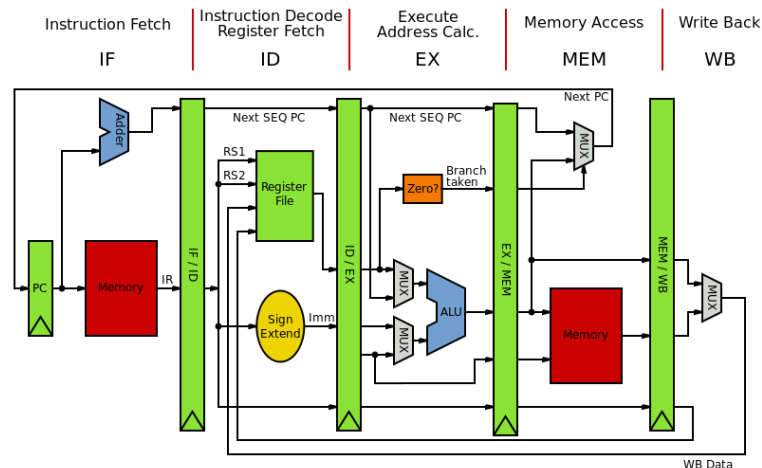 Instruction Fetch
IF
Instruction Decode
Register Fetch
ID
Execute
Address Calc.
EX
Memory Access
MEM
Write Back
WB
Next PC
Adder
Next SEQ PC
Next SEQ PC
MUX
RS1
RS2
Register
File
Branch
taken
Zero?
IF / ID
ID / EX
EX / MEM
MEM / WB
PC
Memory
IR
MUX
ALU
MUX
Sign
Extend
Imm
Memory
MUX
WB Data